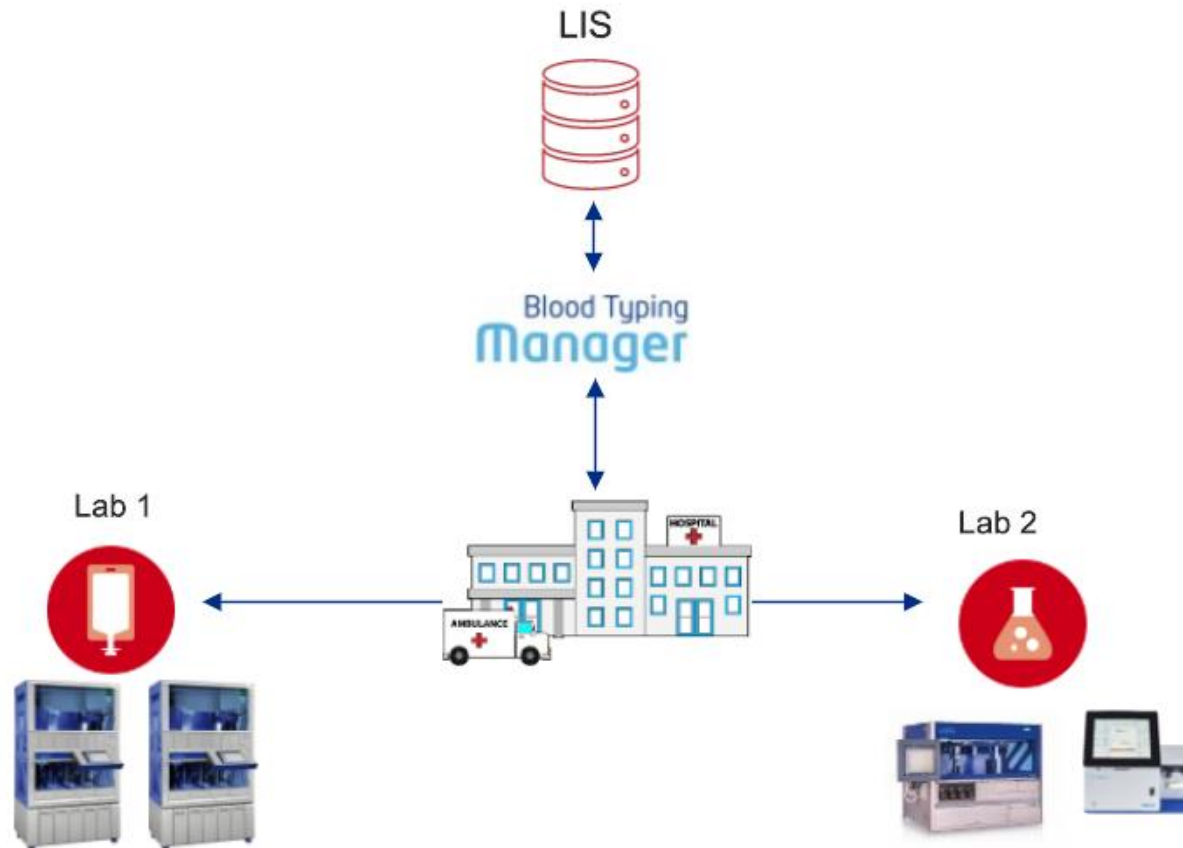 LIS
Blood Typing
Manager
Lab 1
HOSPITAL
Lab 2
AMBULANCE